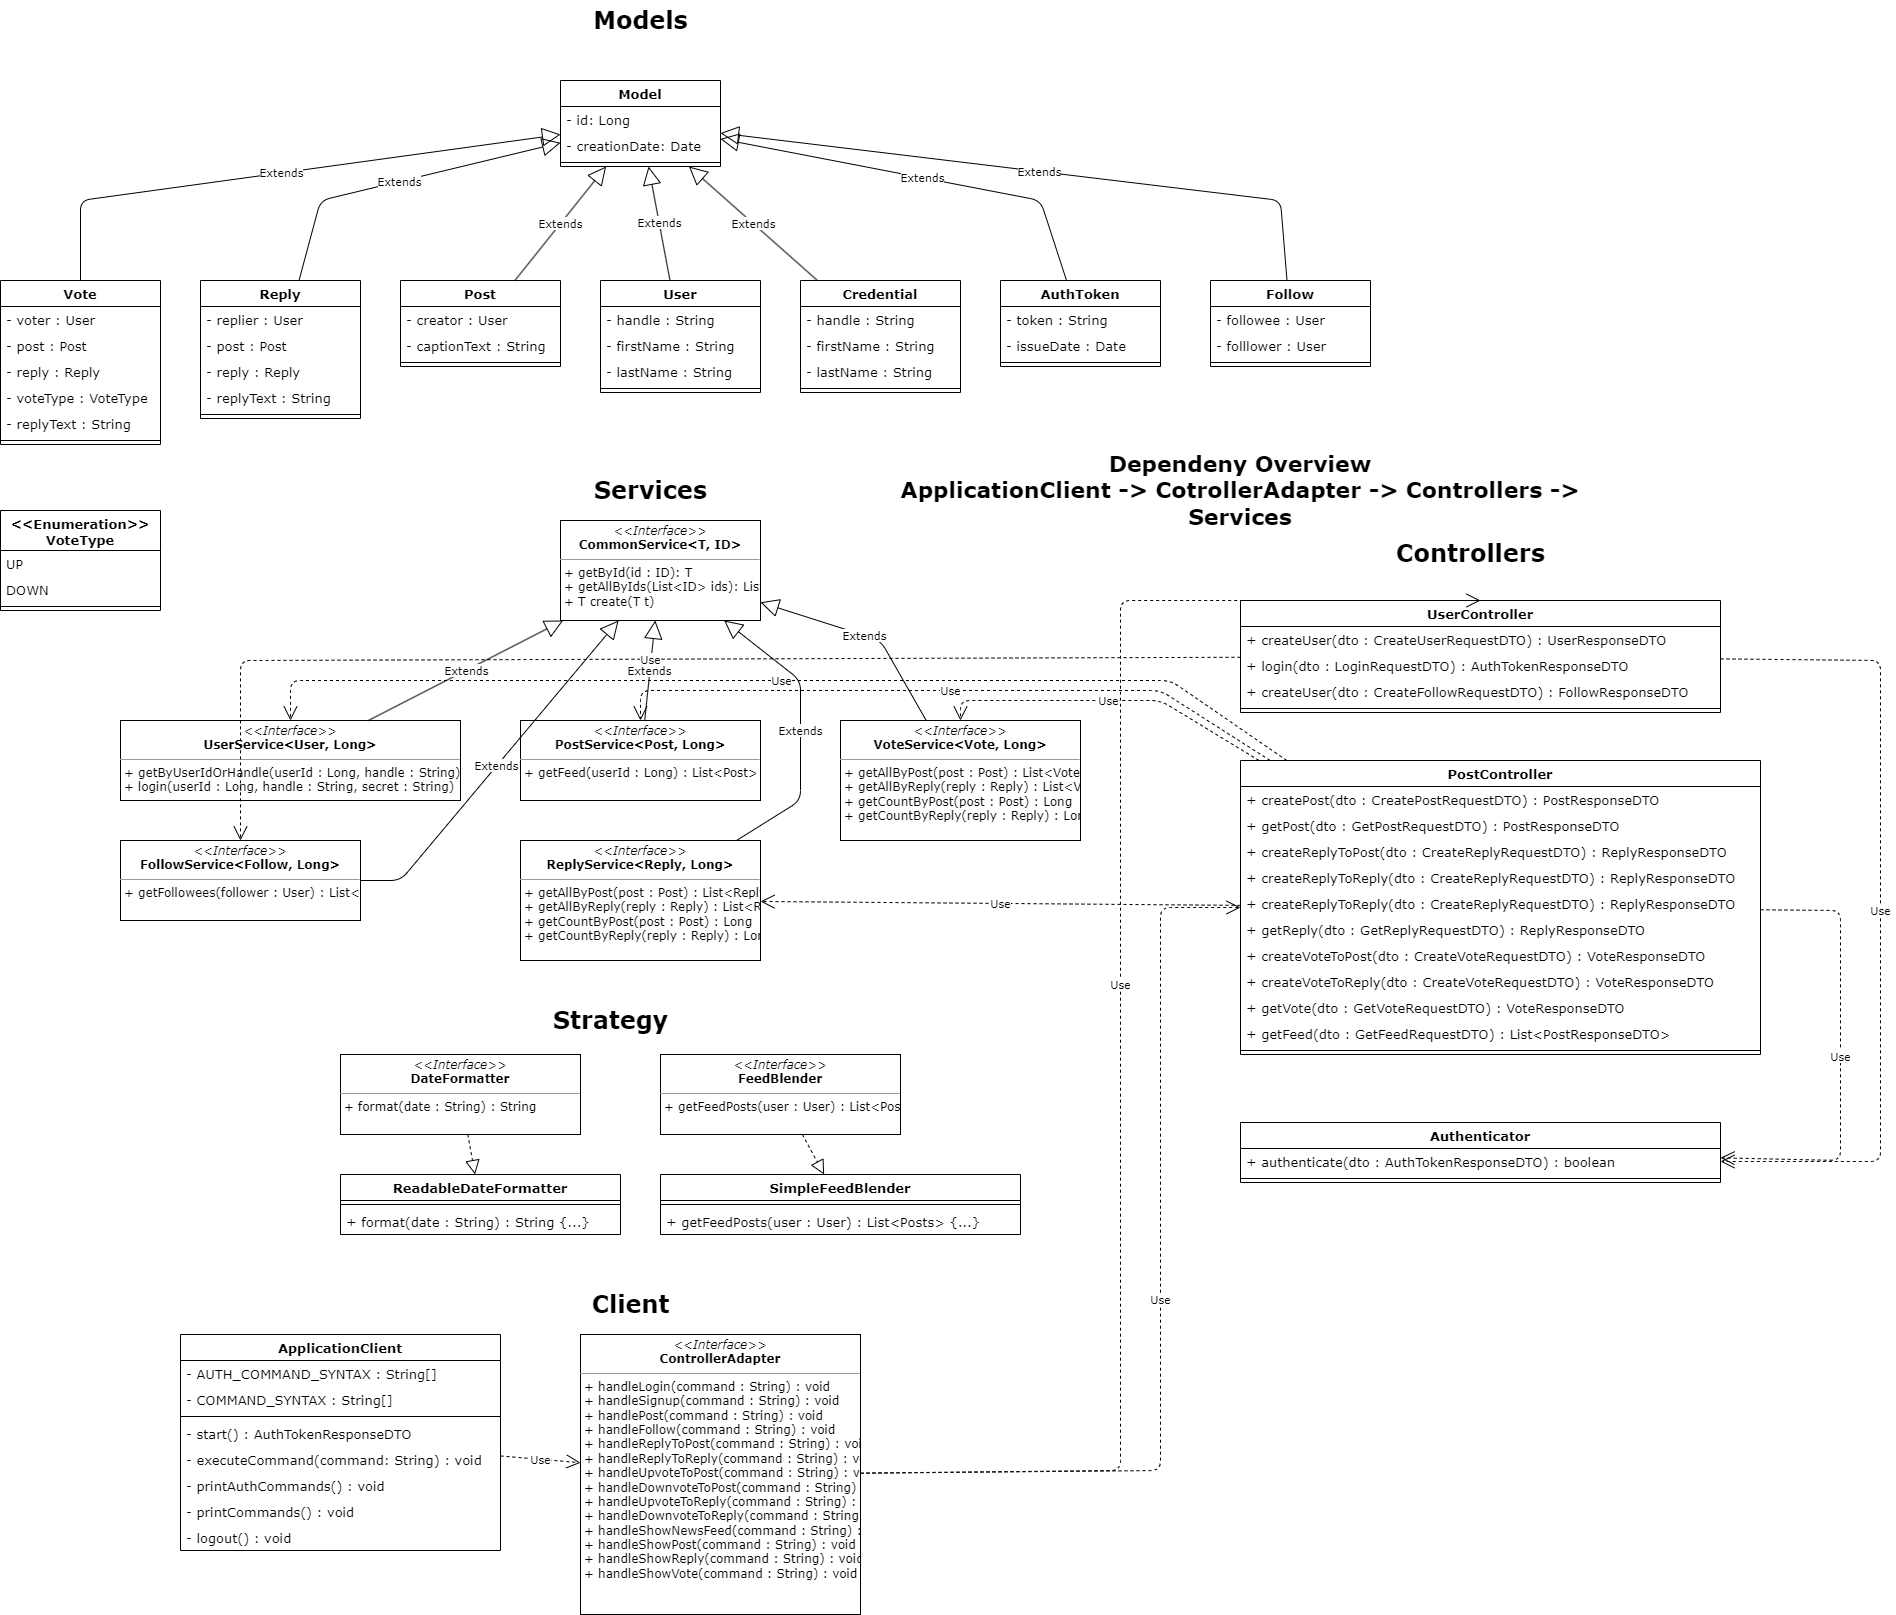 Models
Model
- id: Long
- creationDate: Date
Extends
Extends
Extends
Extends
Extends
Extends
Extends
Vote
- voter : User
- post : Post
- reply : Reply
- voteType : VoteType
- replyText : String
Reply
- replier : User
- post : Post
- reply : Reply
- replyText : String
Post
- creator : User
- captionText : String
User
- handle : String
- firstName : String
- lastName : String
Credential
- handle : String
- firstName : String
- lastName : String
AuthToken
- token : String
- issueDate : Date
Follow
- followee : User
- folllower : User
<<Enumeration>>
VoteType
UP
DOWN
Dependeny Overview
ApplicationClient -> CotrollerAdapter -> Controllers ->
Services
Services
<<Interface>>
CommonService<T, ID>
+ getById(id : ID): T
+ getAllByIds(List<ID> ids): Lis
+ T create(T t)
Extends
Extends
Extends
Extends
Extends
Use
Use
Use
Use
<<Interface>>
UserService<User, Long>
+ getByUserIdOrHandle(userId : Long, handle : String)
+ login(userId : Long, handle : String, secret : String)
<<Interface>>
PostService<Post, Long>
+ getFeed(userId : Long) : List<Post>
<<Interface>>
VoteService<Vote, Long>
+ getAllByPost(post : Post) : List<Vote
+ getAllByReply(reply : Reply) : List<V
+ getCountByPost(post : Post) : Long
+ getCountByReply(reply : Reply) : Lon
<<Interface>>
FollowService<Follow, Long>
+ getFollowees(follower : User) : List<
<<Interface>>
ReplyService<Reply, Long>
+ getAllByPost(post : Post) : List<Repl
+ getAllByReply(reply : Reply) : List<R
+ getCountByPost(post : Post) : Long
+ getCountByReply(reply : Reply) : Lon
Use
Controllers
UserController
+ createUser(dto : CreateUserRequestDTO) : UserResponseDTO
+ login(dto : LoginRequestDTO) : AuthTokenResponseDTO
+ createUser(dto : CreateFollowRequestDTO) : FollowResponseDTO
PostController
+ createPost(dto : CreatePostRequestDTO) : PostResponseDTO
+ getPost(dto : GetPostRequestDTO) : PostResponseDTO
+ createReplyToPost(dto : CreateReplyRequestDTO) : ReplyResponseDTO
+ createReplyToReply(dto : CreateReplyRequestDTO) : ReplyResponseDTO
+ createReplyToReply(dto : CreateReplyRequestDTO) : ReplyResponseDTO
+ getReply(dto : GetReplyRequestDTO) : ReplyResponseDTO
+ createVoteToPost(dto : CreateVoteRequestDTO) : VoteResponseDTO
+ createVoteToReply(dto : CreateVoteRequestDTO) : VoteResponseDTO
+ getVote(dto : GetVoteRequestDTO) : VoteResponseDTO
+ getFeed(dto : GetFeedRequestDTO) : List<PostResponseDTO>
Use
Use
Use
Use
Authenticator
+ authenticate(dto : AuthTokenResponseDTO) : boolean
Strategy
<<Interface>>
DateFormatter
+ format(date : String) : String
<<Interface>>
FeedBlender
+ getFeedPosts(user : User) : List<Pos
ReadableDateFormatter
+ format(date : String) : String {...}
SimpleFeedBlender
+ getFeedPosts(user : User) : List<Posts> {...}
Client
ApplicationClient
- AUTH_COMMAND_SYNTAX : String[]
- COMMAND_SYNTAX : String[]
- start() : AuthTokenResponseDTO
- executeCommand(command: String) : void
- printAuthCommands() : void
- printCommands() : void
- logout() : void
Use
<<Interface>>
ControllerAdapter
+ handleLogin(command : String) : void
+ handleSignup(command : String) : void
+ handlePost(command : String) : void
+ handleFollow(command : String) : void
+ handleReplyToPost(command : String) : voi
+ handleReplyToReply(command : String) : v
+ handleUpvoteToPost(command : String) : v
+ handleDownvoteToPost(command : String)
+ handleUpvoteToReply(command : String) :
+ handleDownvoteToReply(command : String
+ handleShowNewsFeed(command : String) :
+ handleShowPost(command : String) : void
+ handleShowReply(command : String) : void
+ handleShowVote(command : String) : void